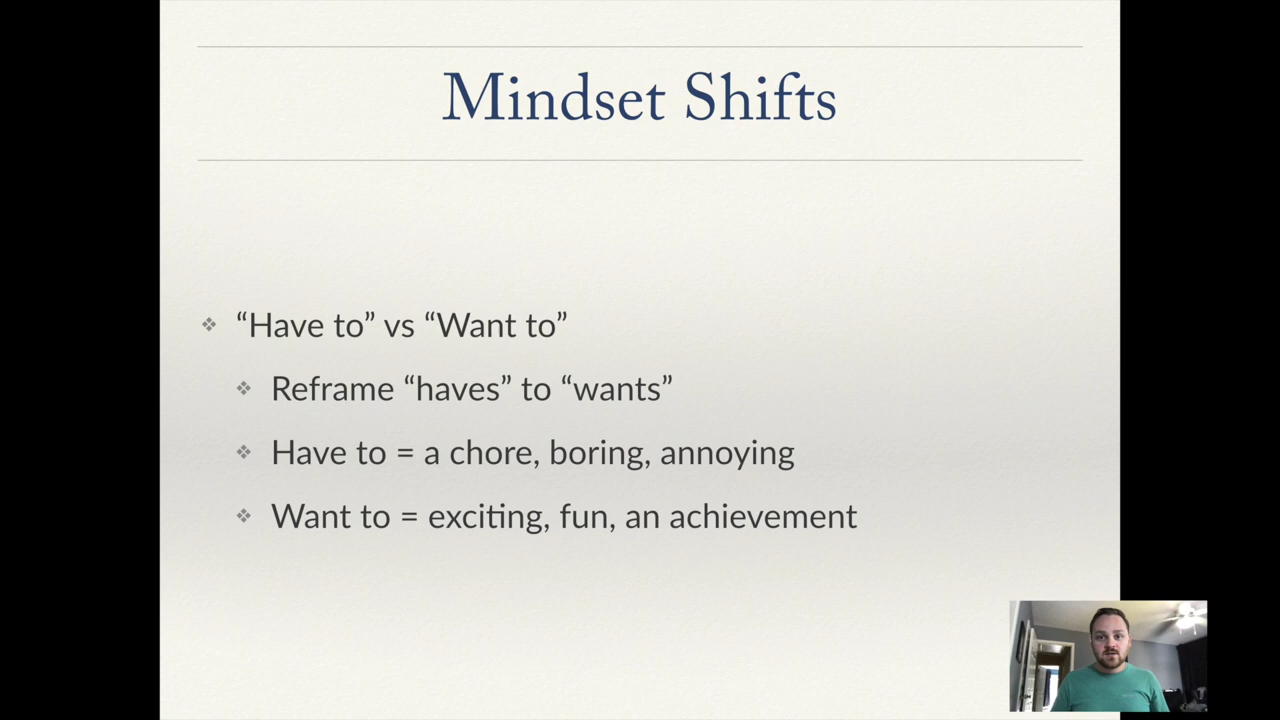 Mindset Shifts
“Have to” vs “Want to”
Reframe “haves” to “wants”
Have to = a chore, boring, annoying
Want to = exciting, fun, an achievement